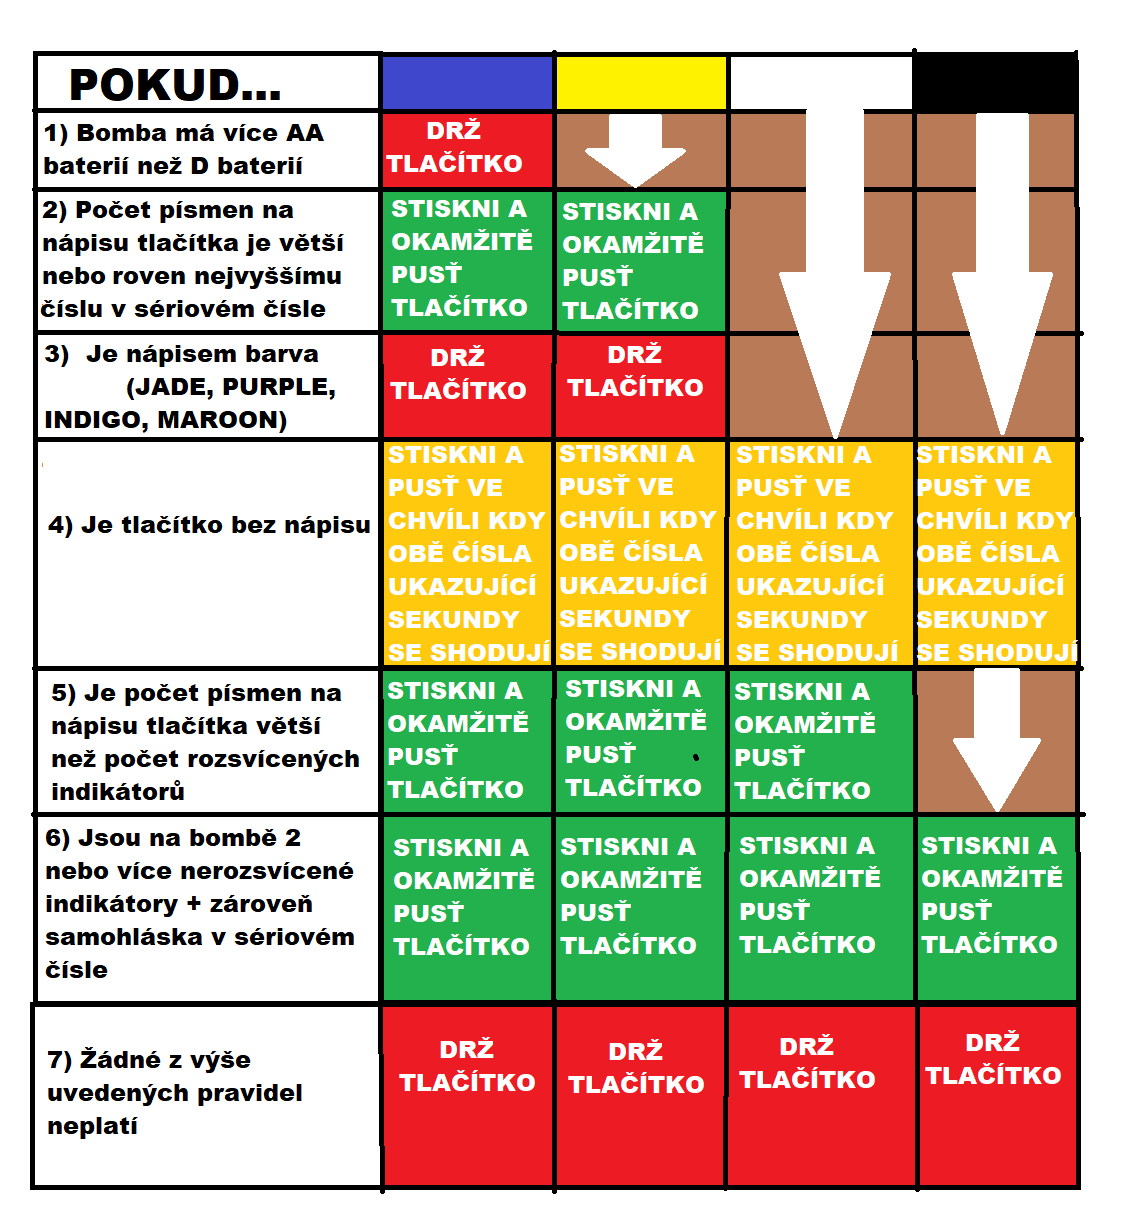 POKUD...
1) Bomba má více AA
baterií než D baterií
DRŽ
TLAČÍTKO
2) Počet písmen na
nápisu tlačítka je větší
nebo roven nejvyššímu
číslu v sériovém čísle
STISKNI A
OKAMŽITĚ
PUSŤ
TLAČÍTKO
STISKNI A
OKAMŽITĚ
PUSŤ
TLAČÍTKO
3) Je nápisem barva
(JADE, PURPLE,
INDIGO, MAROON)
DRŽ
TLAČÍTKO
DRŽ
TLAČÍTKO
4) Je tlačítko bez nápisu
STISKNI A
PUSŤ VE
CHVÍLI KDY
OBĚ ČÍSLA
UKAZUJÍCÍ
SEKUNDY
SE SHODUJÍ
STISKNI A
PUSŤ VE
CHVÍLI KDY
OBĚ ČÍSLA
UKAZUJÍCÍ
SEKUNDY
SE SHODUJÍ
STISKNI A
PUSŤ VE
CHVÍLI KDY
OBĚ ČÍSLA
UKAZUJÍCÍ
SEKUNDY
SE SHODUJÍ
STISKNI A
PUSŤ VE
CHVÍLI KDY
OBĚ ČÍSLA
UKAZUJÍCÍ
SEKUNDY
SE SHODUJÍ
5) Je počet písmen na
nápisu tlačítka větší
než počet rozsvícených
indikátorů
STISKNI A
OKAMŽITĚ
PUSŤ
TLAČÍTKO
STISKNI A
OKAMŽITĚ
PUSŤ
TLAČÍTKO
STISKNI A
OKAMŽITĚ
PUSŤ
TLAČÍTKO
6) Jsou na bombě 2
nebo více nerozsvícené
indikátory + zároveň
samohláska v sériovém
čísle
STISKNI A
OKAMŽITĚ
PUSŤ
TLAČÍTKO
STISKNI A
OKAMŽITĚ
PUSŤ
TLAČÍTKO
STISKNI A
OKAMŽITĚ
PUSŤ
TLAČÍTKO
STISKNI A
OKAMŽITĚ
PUSŤ
TLAČÍTKO
7) Žádné z výše
uvedených pravidel
neplatí
DRŽ
TLAČÍTKO
DRŽ
TLAČÍTKO
DRŽ
TLAČÍTKO
DRŽ
TLAČÍTKO